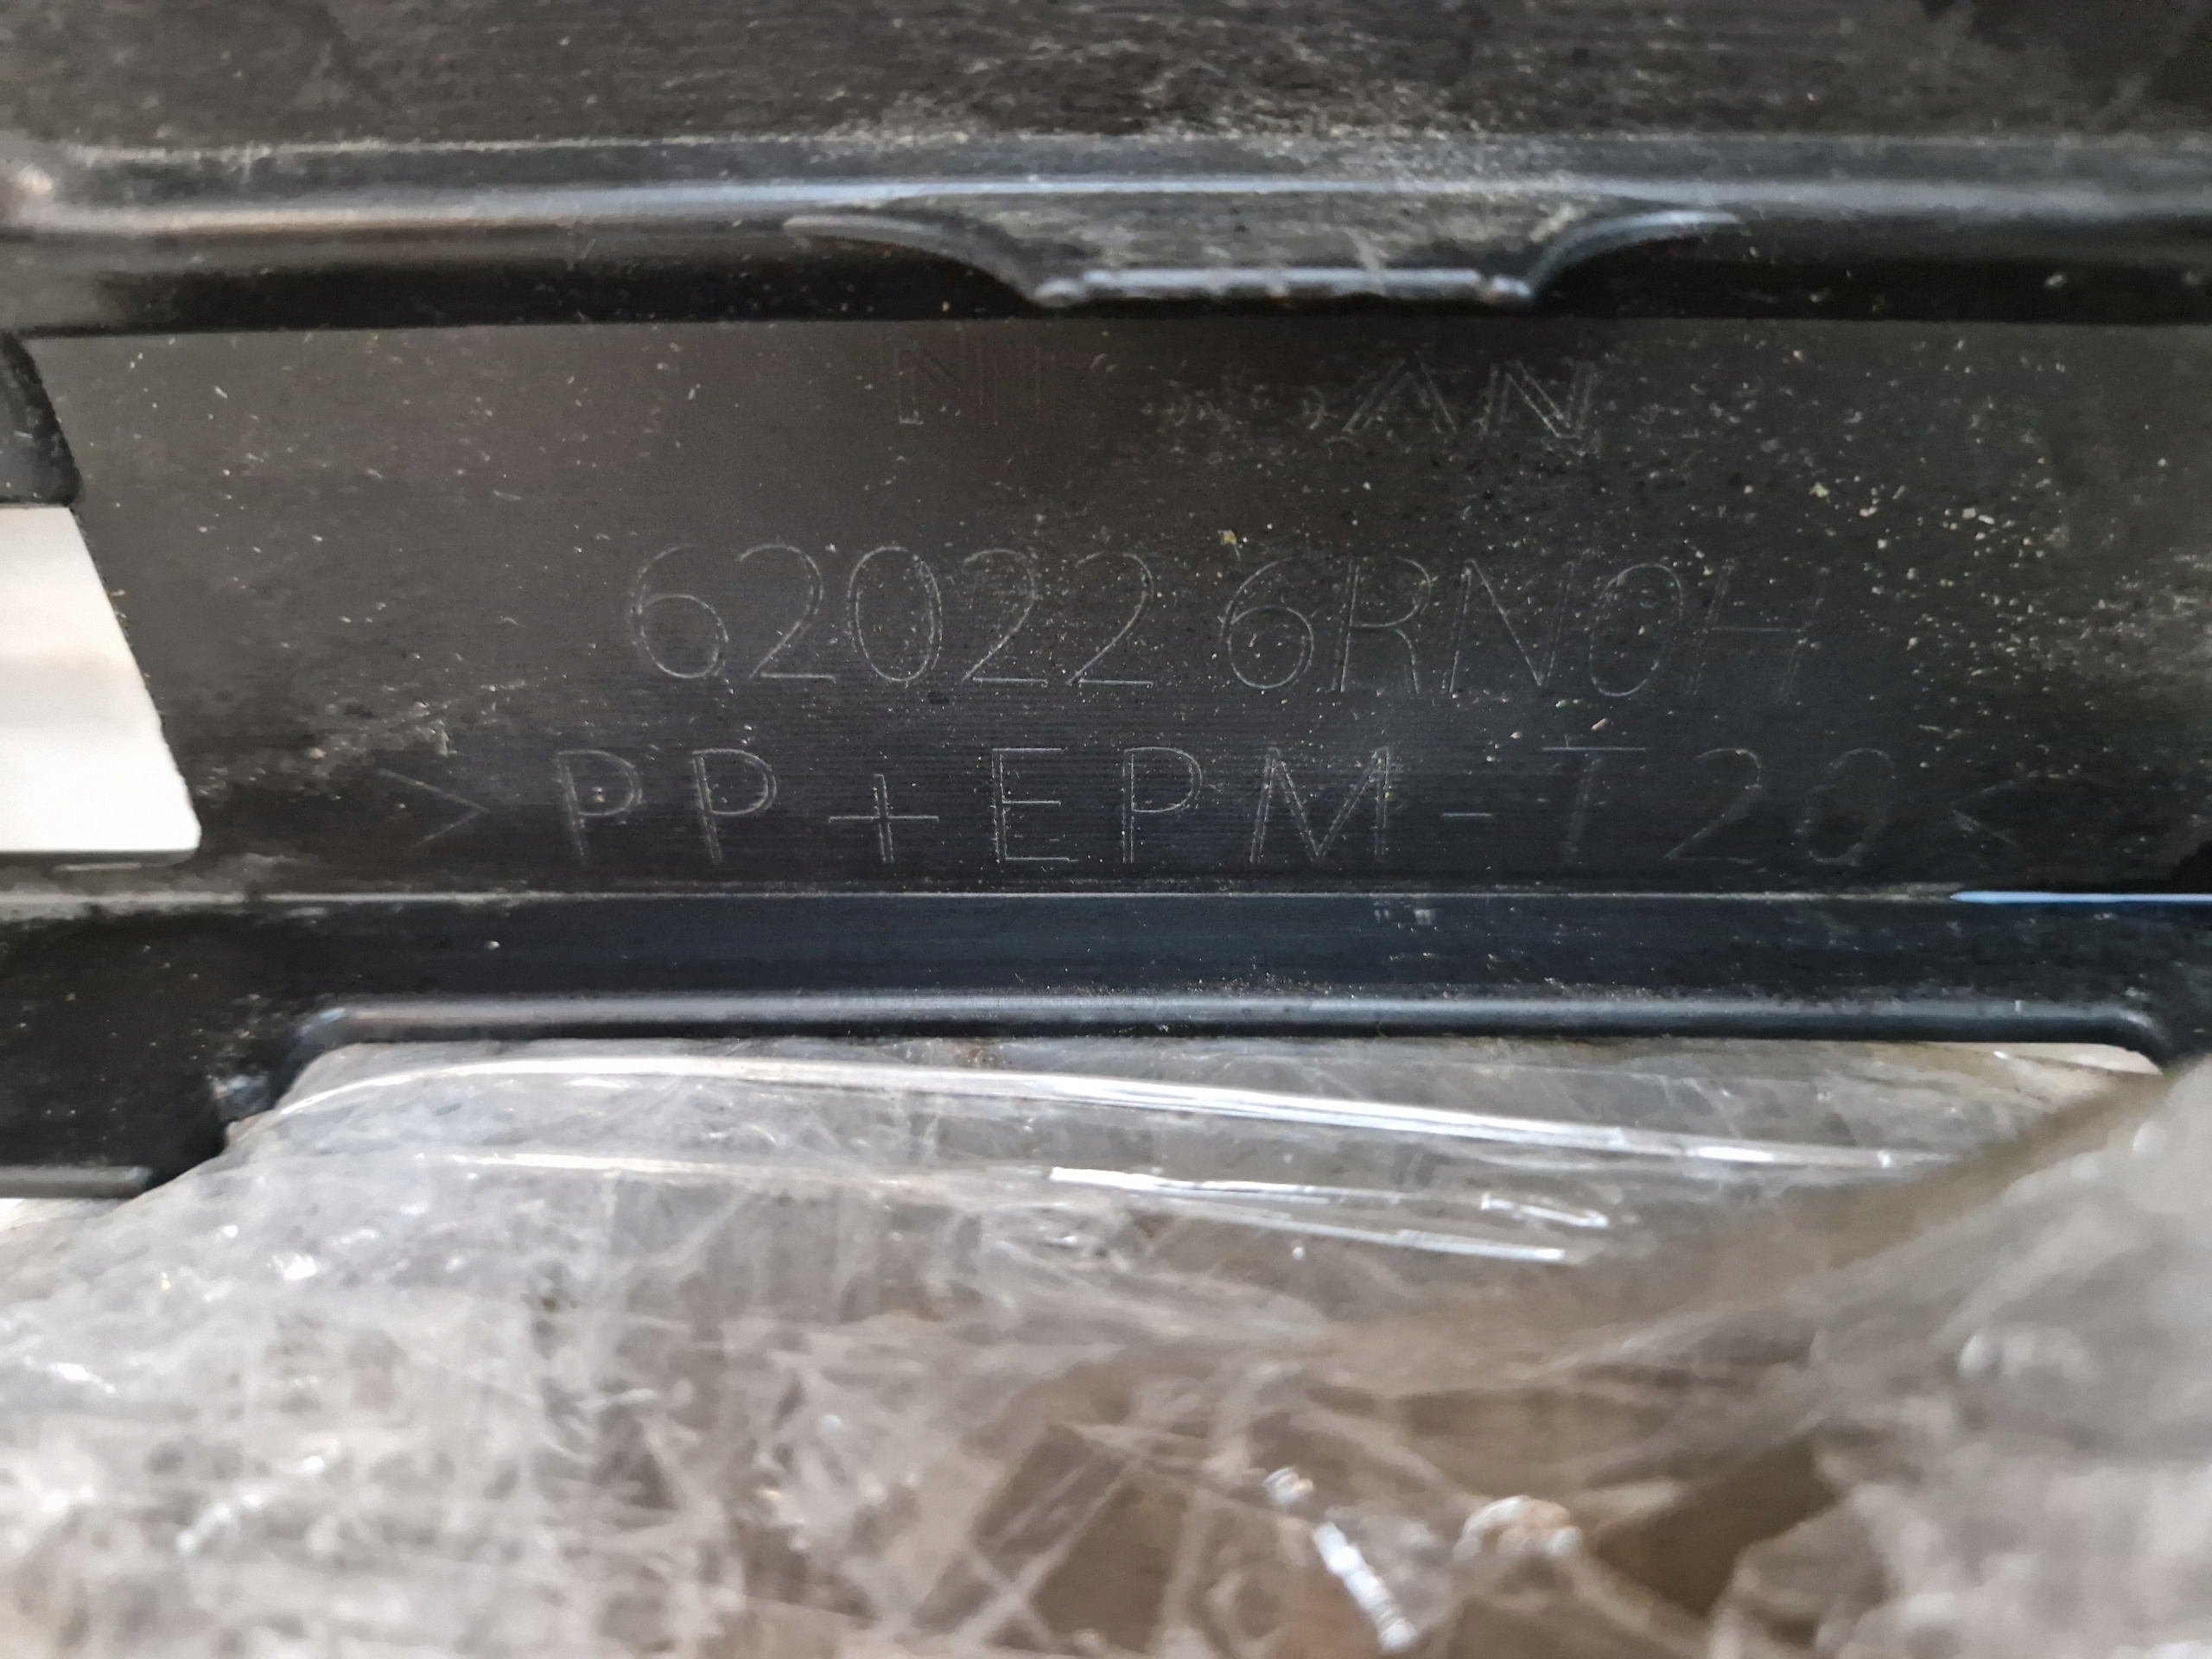 NISSAN
62022 6RN0H
>PP+EPM-T20<